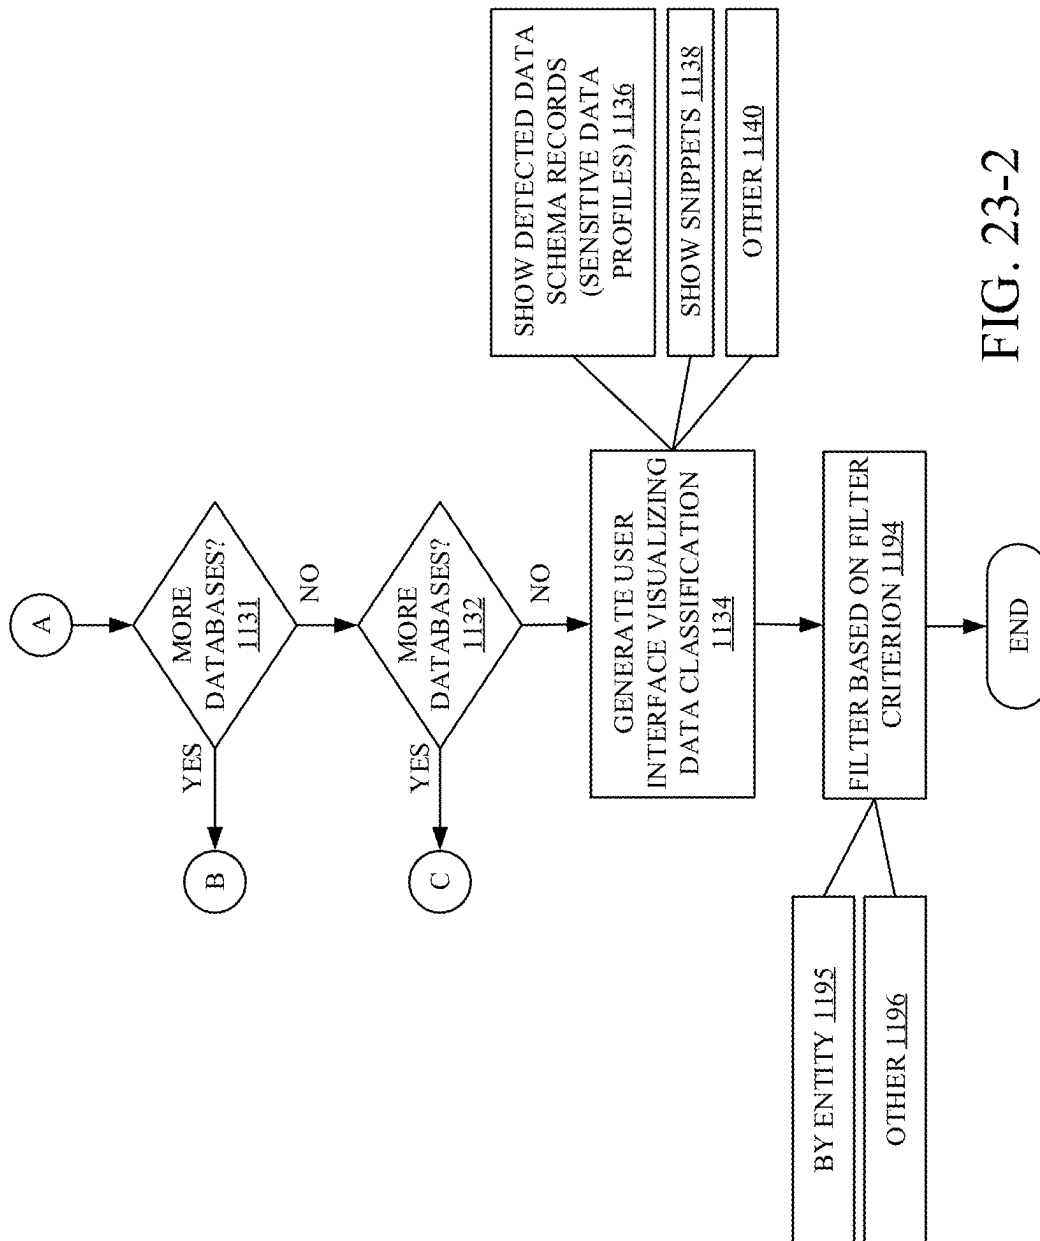 A
MORE
DATABASES?
1131
YES
NO
B
MORE
DATABASES?
1132
YES
NO
C
GENERATE USER
INTERFACE VISUALIZING
DATA CLASSIFICATION
1134
SHOW DETECTED DATA
SCHEMA RECORDS
(SENSITIVE DATA
PROFILES) 1136
SHOW SNIPPETS 1138
OTHER 1140
FILTER BASED ON FILTER
CRITERION 1194
BY ENTITY 1195
OTHER 1196
END
FIG. 23-2